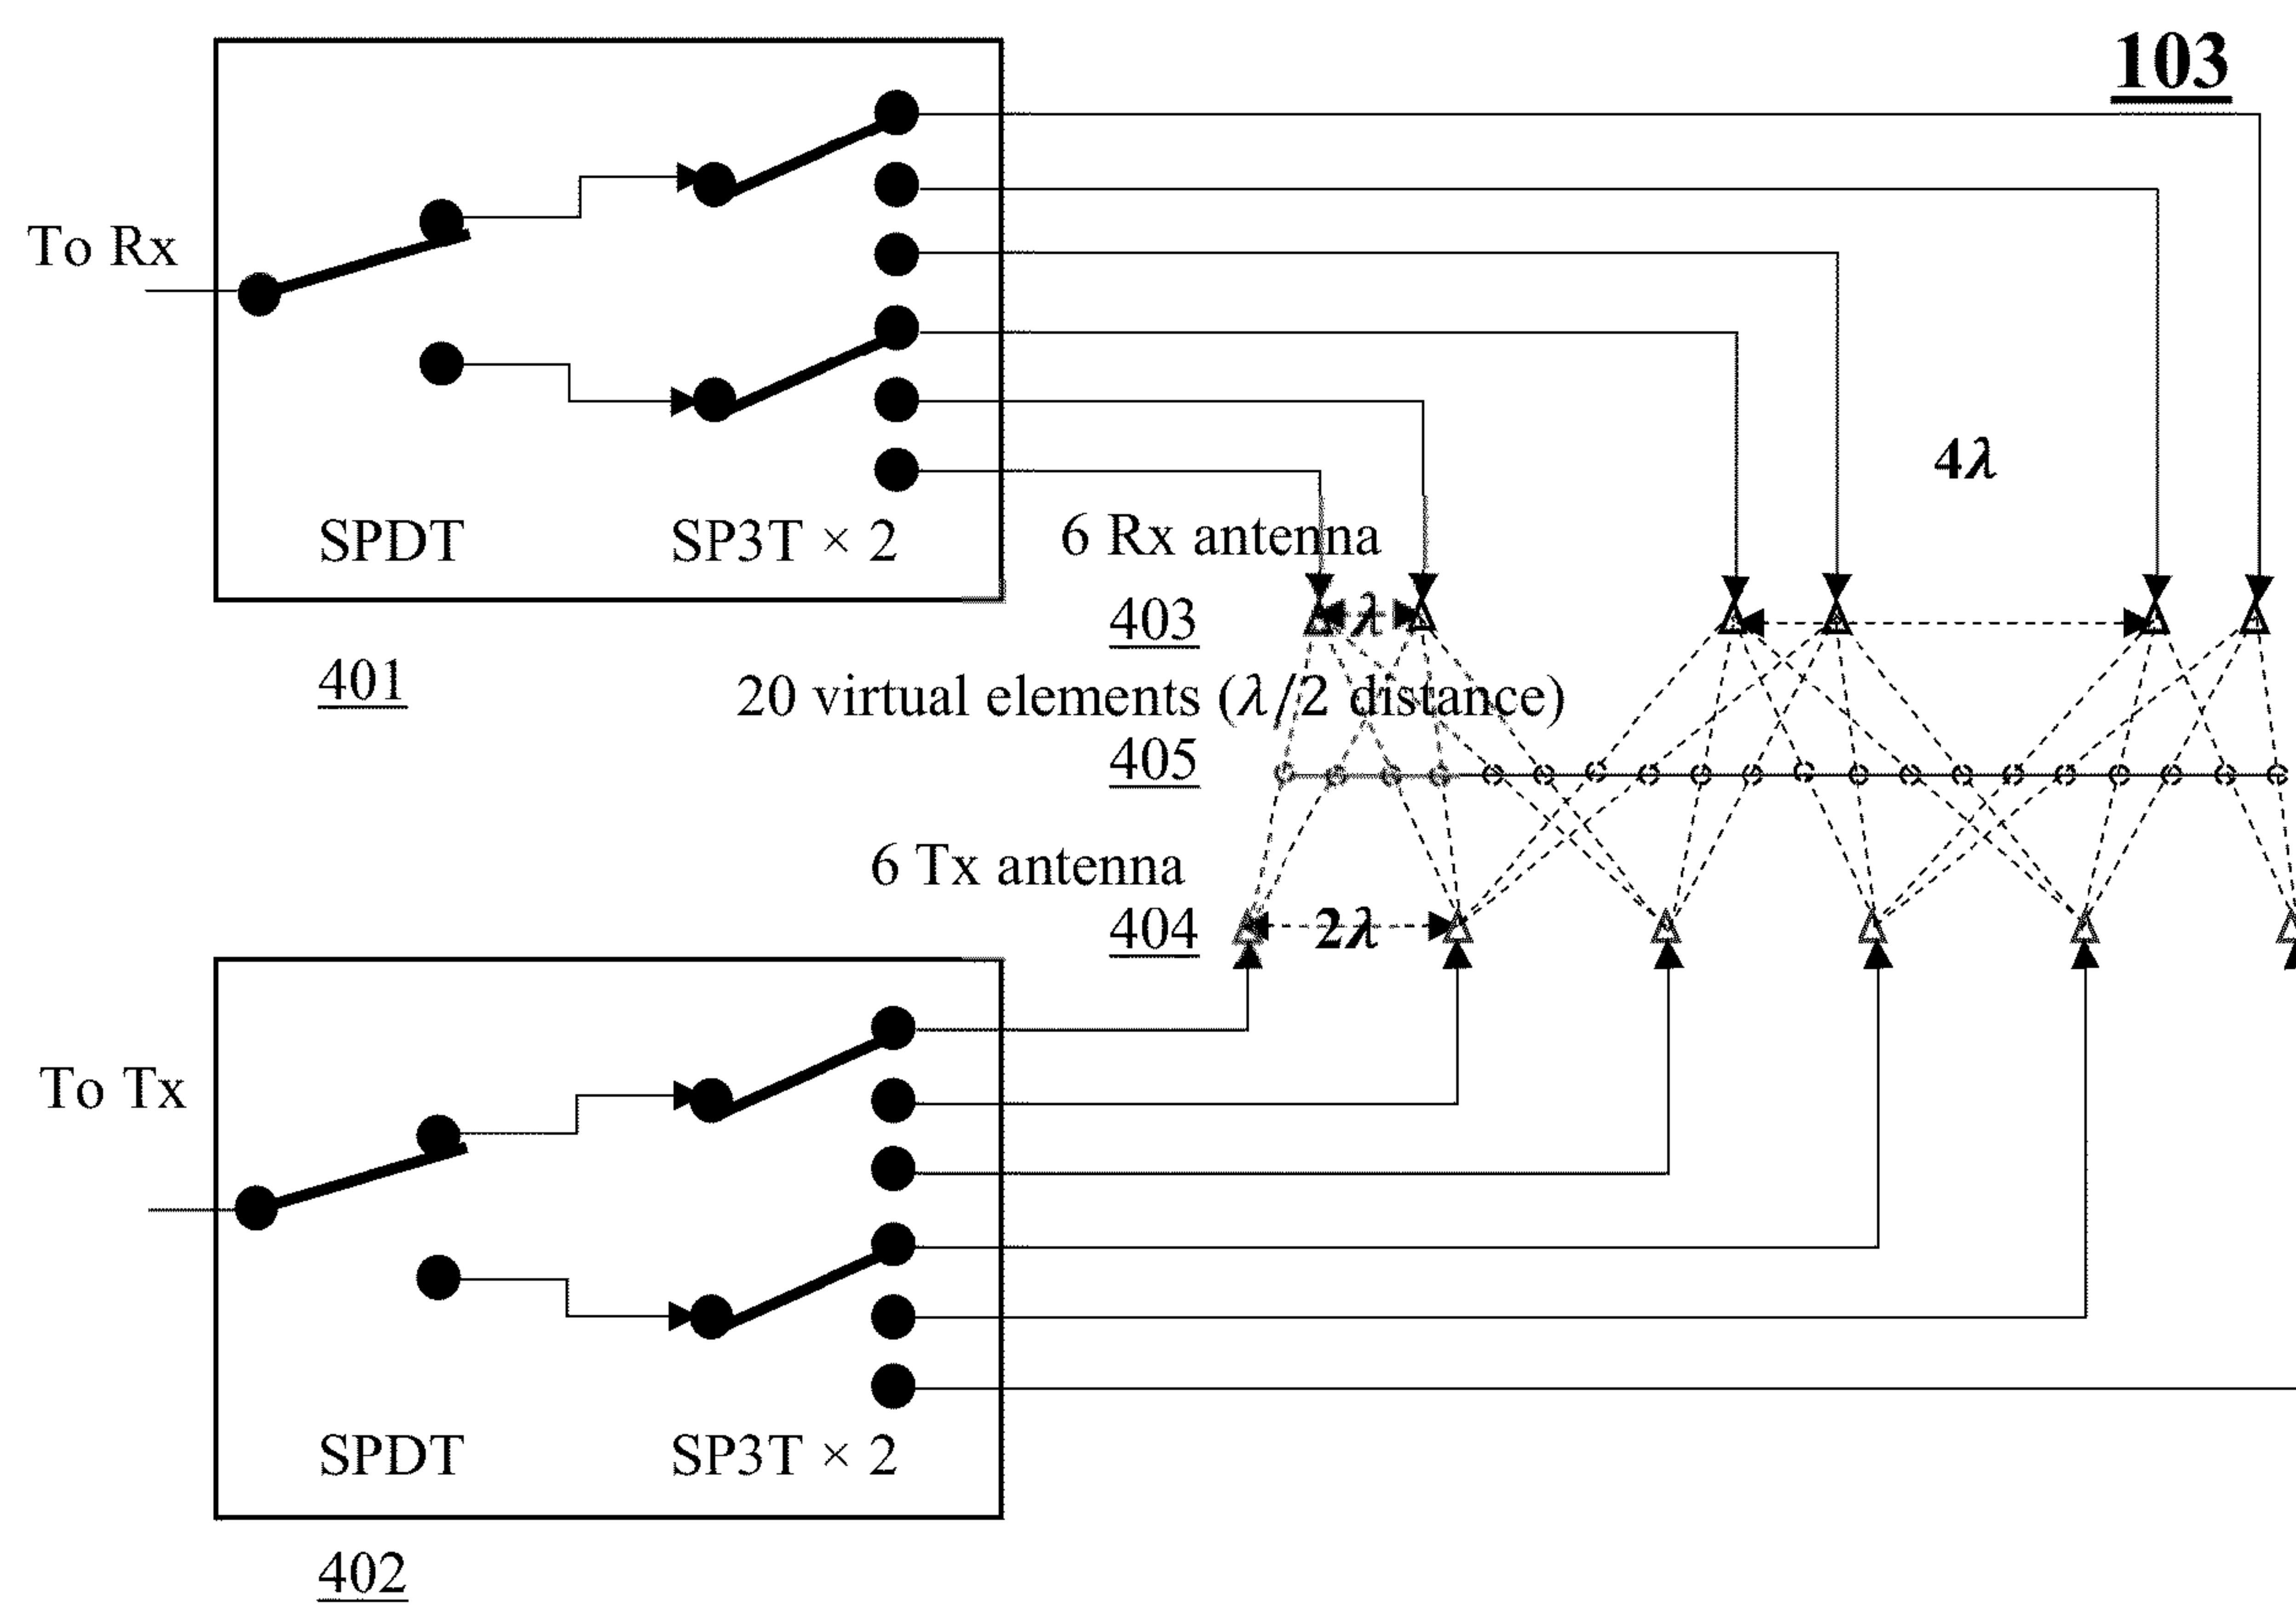 103
To Rx
4λ
SPDT
SP3T × 2
6 Rx antenna
403
λ
401
20 virtual elements (λ/2 distance)
405
6 Tx antenna
404
2λ
To Tx
SPDT
SP3T × 2
402